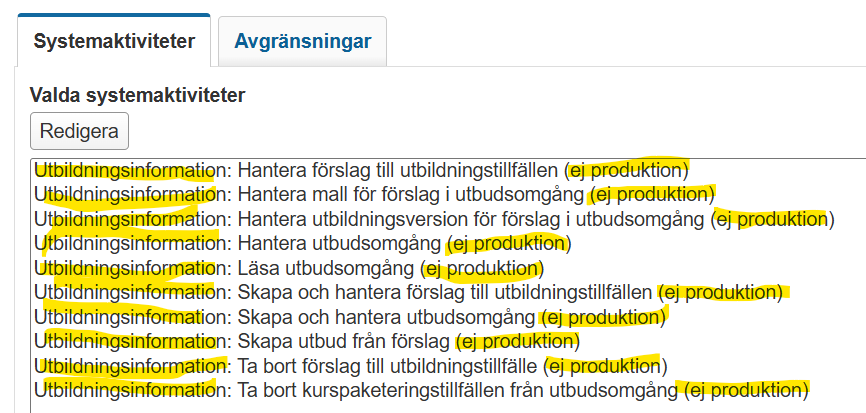 Systemaktiviteter
Avgränsningar
Valda systemaktiviteter
Redigera
Utbildningsinformation: Hantera förslag till utbildningstillfällen (ej produktion)
Utbildningsinformation: Hantera mall för förslag i utbudsomgång (ej produktion)
Utbildningsinformation: Hantera utbildningsversion för förslag i utbudsomgång (ej produktion)
Utbildningsinformation: Hantera utbudsomgång (ej produktion)
Utbildningsinformation: Läsa utbudsomgång (ej produktion)
Utbildningsinformation: Skapa och hantera förslag till utbildningstillfällen (ej produktion)
Utbildningsinformation: Skapa och hantera utbudsomgång (ej produktion)
Utbildningsinformation: Skapa utbud från förslag (ej produktion)
Utbildningsinformation: Ta bort förslag till utbildningstillfälle (ej produktion)
Utbildningsinformation: Ta bort kurspaketeringstillfällen från utbudsomgång (ej produktion)